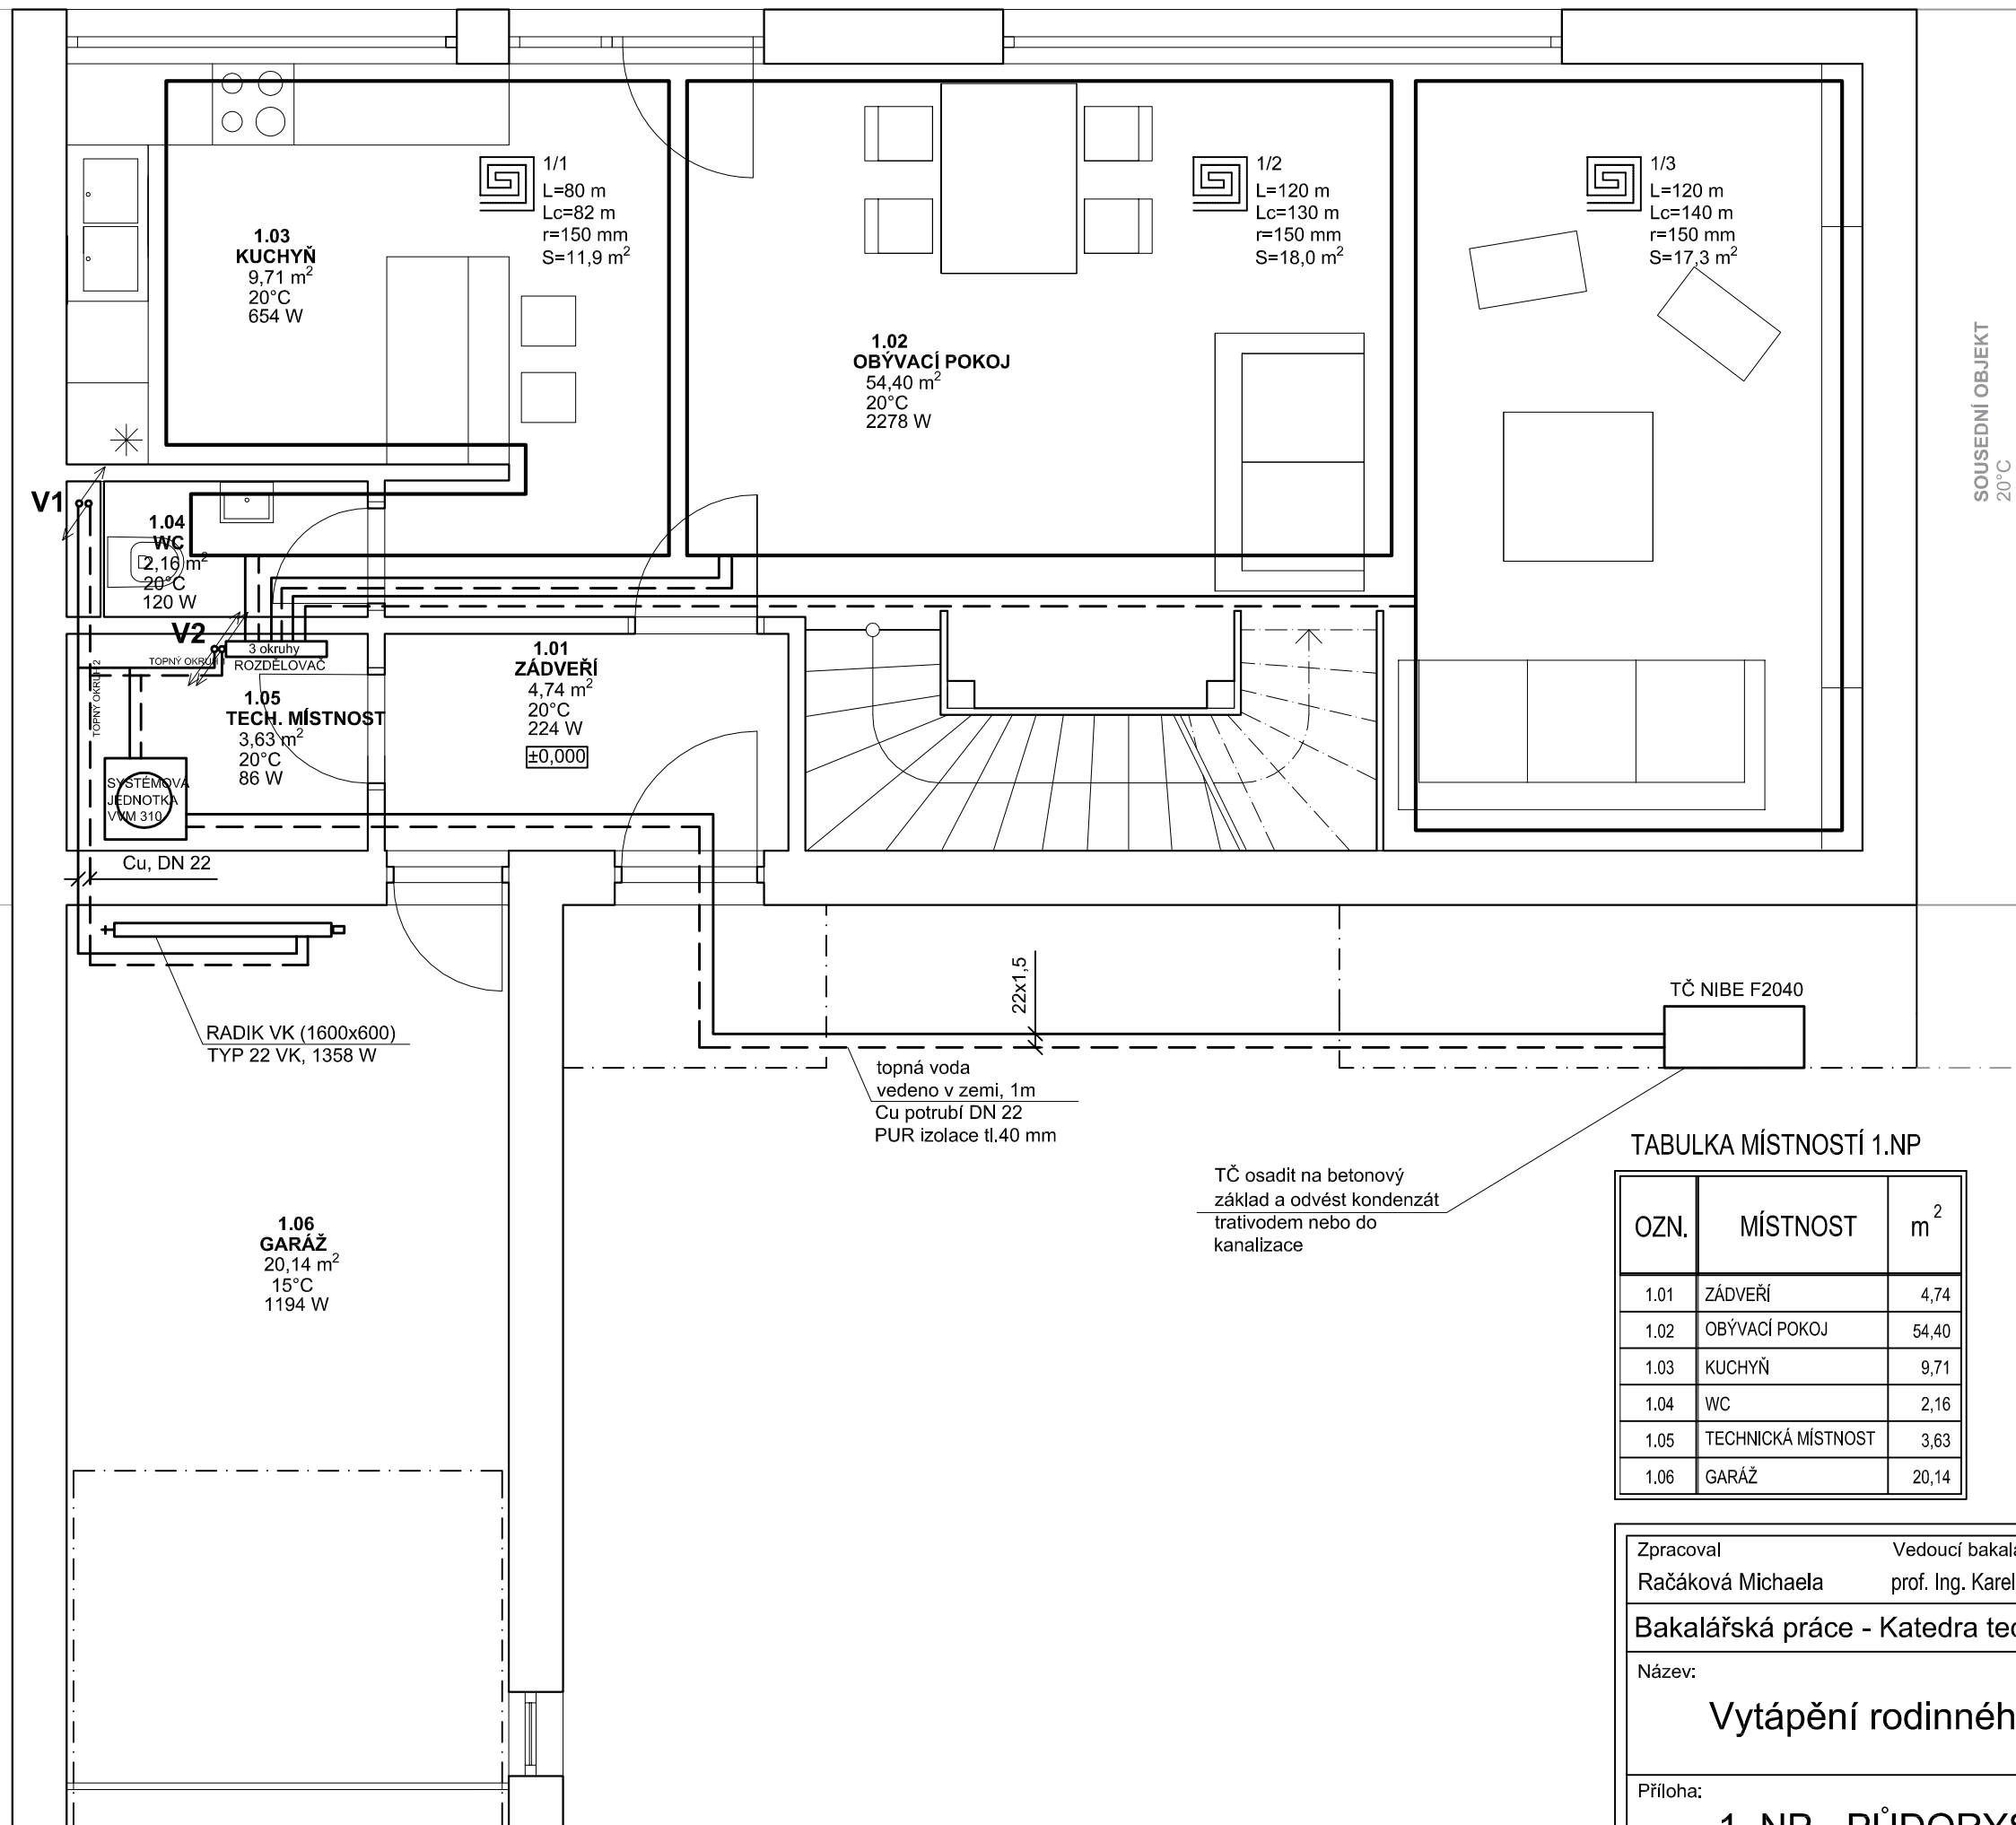 1/1
L=80 m
Lc=82 m
r=150 mm
S=11,9 m²
1/2
L=120 m
Lc=130 m
r=150 mm
S=18,0 m²
1/3
L=120 m
Lc=140 m
r=150 mm
S=17,3 m²
1.03
KUCHYŇ
9,71 m²
20°C
654 W
1.02
OBÝVACÍ POKOJ
54,40 m²
20°C
2278 W
SOUSEDNÍ OBJEKT
20°C
V1
1.04
WC
2,16 m²
20°C
120 W
V2
3 okruhy
ROZDĚLOVAČ
TOPNÝ OKRUH
TOPNÝ OKRUH 2
1.05
TECH. MÍSTNOST
3,63 m²
20°C
86 W
1.01
ZÁDVEŘÍ
4,74 m²
20°C
224 W
±0,000
SYSTÉMOVÁ
JEDNOTKA
VVM 310
Cu, DN 22
RADIK VK (1600x600)
TYP 22 VK, 1358 W
22x1,5
TČ NIBE F2040
topná voda
vedeno v zemi, 1m
Cu potrubí DN 22
PUR izolace tl.40 mm
TČ osadit na betonový
základ a odvést kondenzát
trativodem nebo do
kanalizace
1.06
GARÁŽ
20,14 m²
15°C
1194 W
TABULKA MÍSTNOSTÍ 1.NP
OZN. MÍSTNOST m²
1.01 ZÁDVEŘÍ 4,74
1.02 OBÝVACÍ POKOJ 54,40
1.03 KUCHYŇ 9,71
1.04 WC 2,16
1.05 TECHNICKÁ MÍSTNOST 3,63
1.06 GARÁŽ 20,14
Zpracoval Vedoucí
Račáková Michaela prof. Ing. Karel
Bakalářská práce - Katedra
Název:
Vytápění
Příloha:
1. NP - PŮDORYS